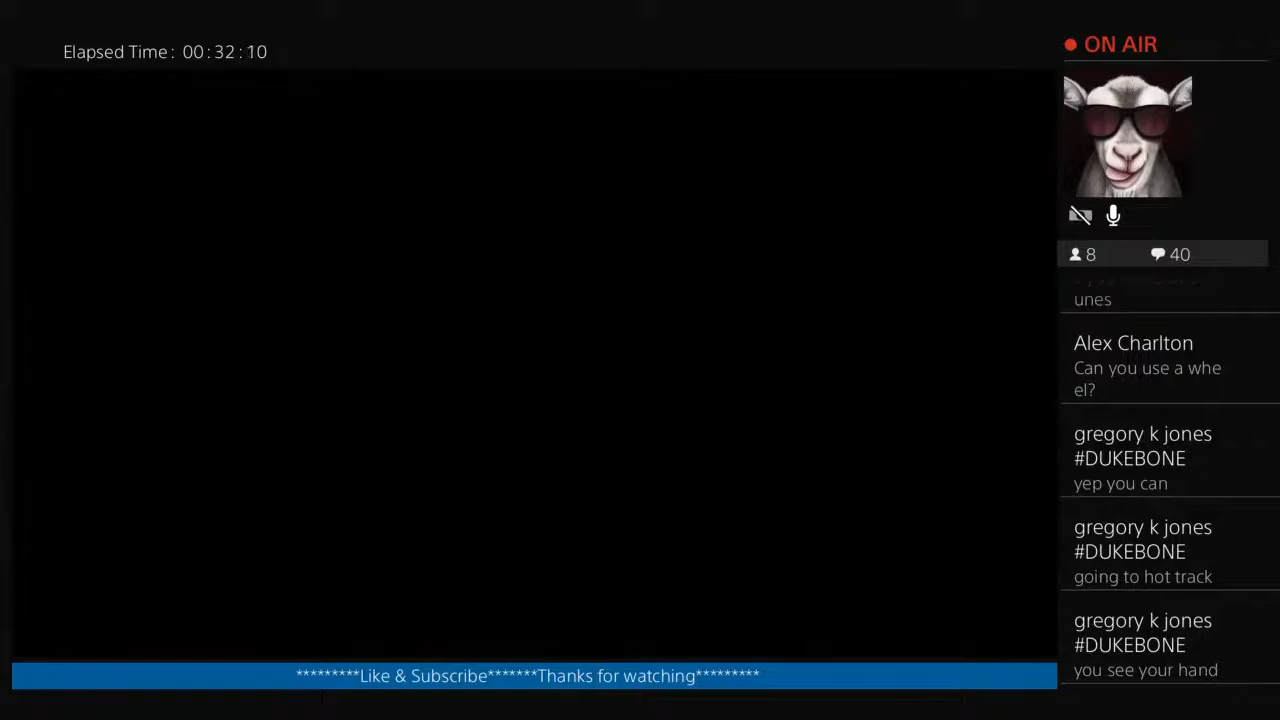 Elapsed Time: 00:32:10
ON AIR
8 40
unes
Alex Charlton
Can you use a whe
el?
gregory k jones
#DUKEBONE
yep you can
gregory k jones
#DUKEBONE
going to hot track
gregory k jones
#DUKEBONE
you see your hand
*********Like & Subscribe*******Thanks for watching*********